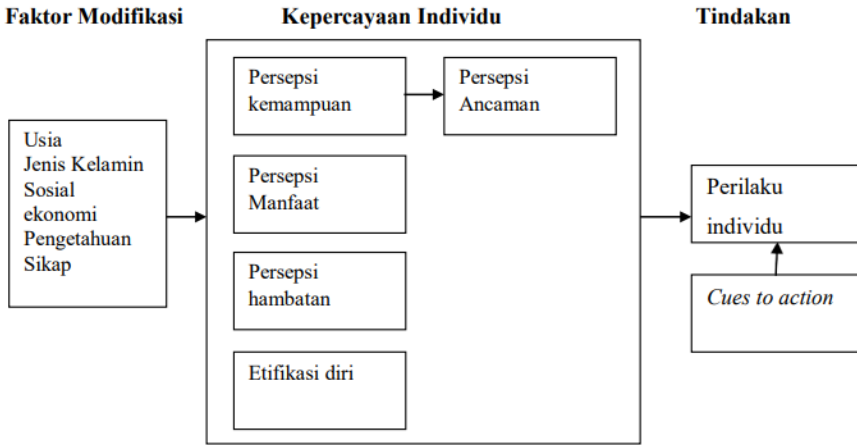 Faktor Modifikasi
Kepercayaan Individu
Tindakan
Usia
Jenis Kelamin
Sosial
ekonomi
Pengetahuan
Sikap
Persepsi
kemampuan
Persepsi
Ancaman
Persepsi
Manfaat
Persepsi
hambatan
Etifikasi diri
Perilaku
individu
Cues to action